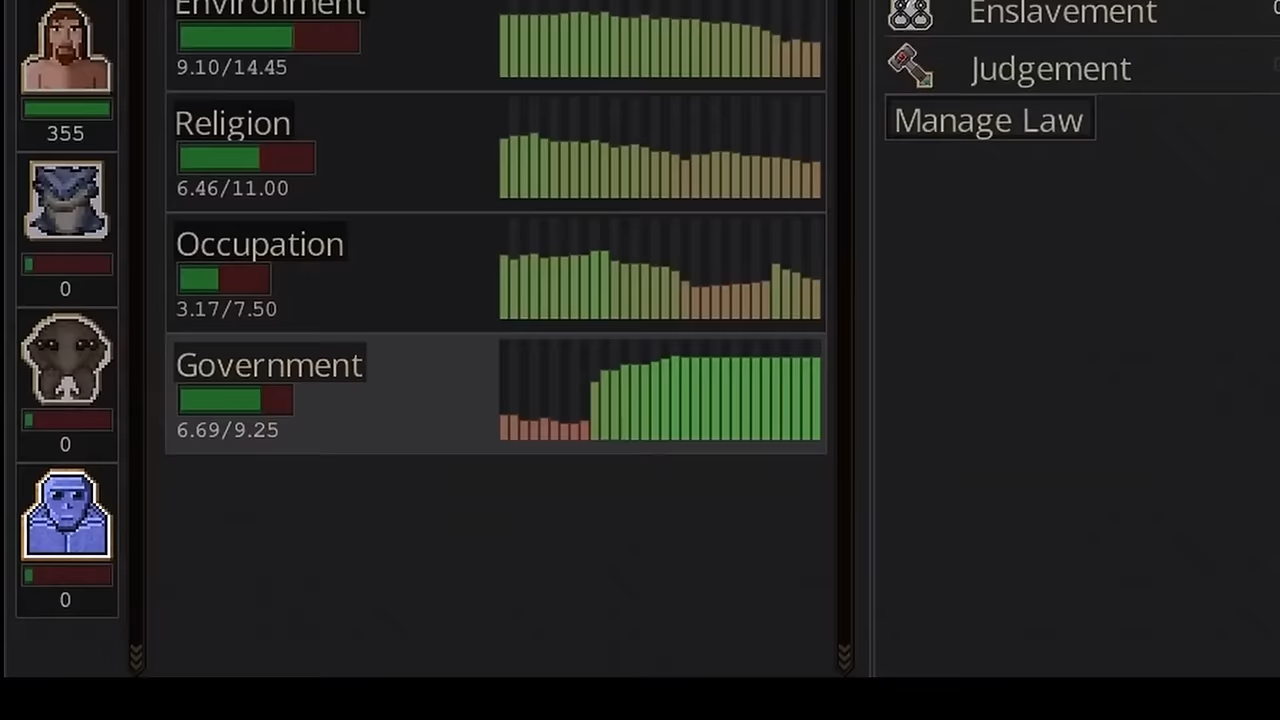 Environment
9.10/14.45
Religion
6.46/11.00
Occupation
3.17/7.50
Government
6.69/9.25
355
0
0
0
Enslavement
Judgement
Manage Law